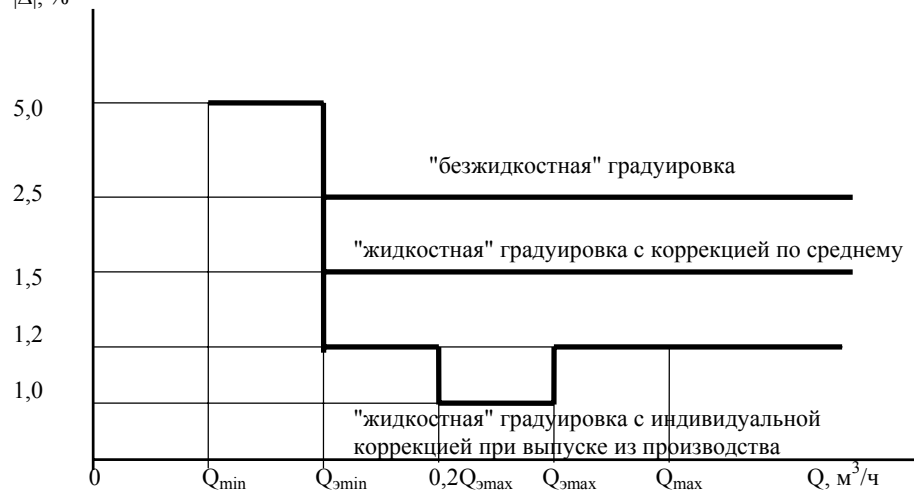 |Δ|, %
5,0
"безжидкостная" градуировка
2,5
"жидкостная" градуировка с коррекцией по среднему
1,5
1,2
1,0
"жидкостная" градуировка с индивидуальной
коррекцией при выпуске из производства
0 Qmin Qэmin 0,2Qэmax Qэmax Qmax Q, м³/ч